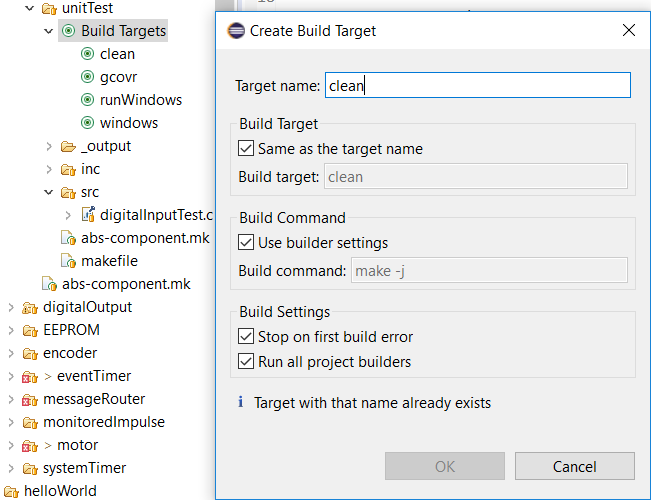 unitTest
Build Targets
clean
gcovr
runWindows
windows
_output
inc
src
digitalInputTest.c
abs-component.mk
makefile
abs-component.mk
digitalOutput
EEPROM
encoder
> eventTimer
messageRouter
monitoredImpulse
> motor
systemTimer
helloWorld
Create Build Target
Target name: clean
Build Target
Same as the target name
Build target: clean
Build Command
Use builder settings
Build command: make -j
Build Settings
Stop on first build error
Run all project builders
Target with that name already exists
OK Cancel